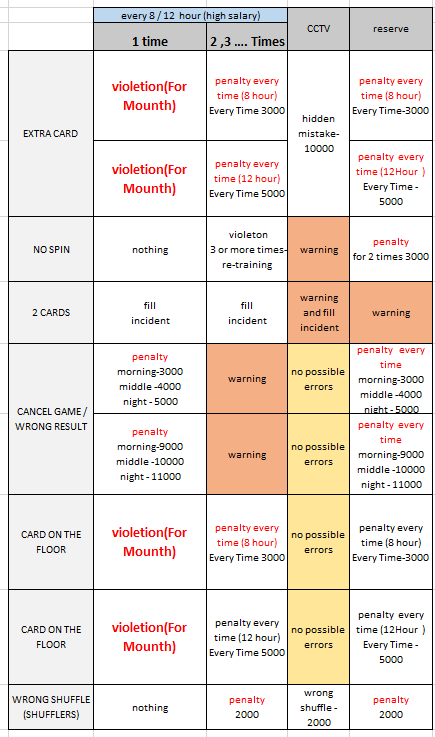 every 8 / 12 hour (high salary)
CCTV
reserve
1 time
2 ,3 .... Times
EXTRA CARD
violetion(For
Mounth)
penalty every
time (8 hour)
Every Time 3000
hidden
mistake-
10000
penalty every
time (8 hour)
Every Time-3000
violetion(For
Mounth)
penalty every
time (12 hour)
Every Time 5000
penalty every
time (12Hour )
Every Time -
5000
NO SPIN
nothing
violeton
3 or more times-
re-training
warning
penalty
for 2 times 3000
2 CARDS
fill
incident
fill
incident
warning
and fill
incident
warning
CANCEL GAME /
WRONG RESULT
penalty
morning-3000
middle -4000
night - 5000
warning
no possible
errors
penalty every
time
morning-3000
middle -4000
night - 5000
penalty
morning-9000
middle -10000
night - 11000
warning
no possible
errors
penalty every
time
morning-9000
middle -10000
night - 11000
CARD ON THE
FLOOR
violetion(For
Mounth)
penalty every
time (8 hour)
Every Time 3000
no possible
errors
penalty every
time (8 hour)
Every Time-3000
CARD ON THE
FLOOR
violetion(For
Mounth)
penalty every
time (12 hour)
Every Time 5000
no possible
errors
penalty every
time (12Hour )
Every Time -
5000
WRONG SHUFFLE
(SHUFFLERS)
nothing
penalty
2000
wrong
shuffle -
2000
penalty
2000